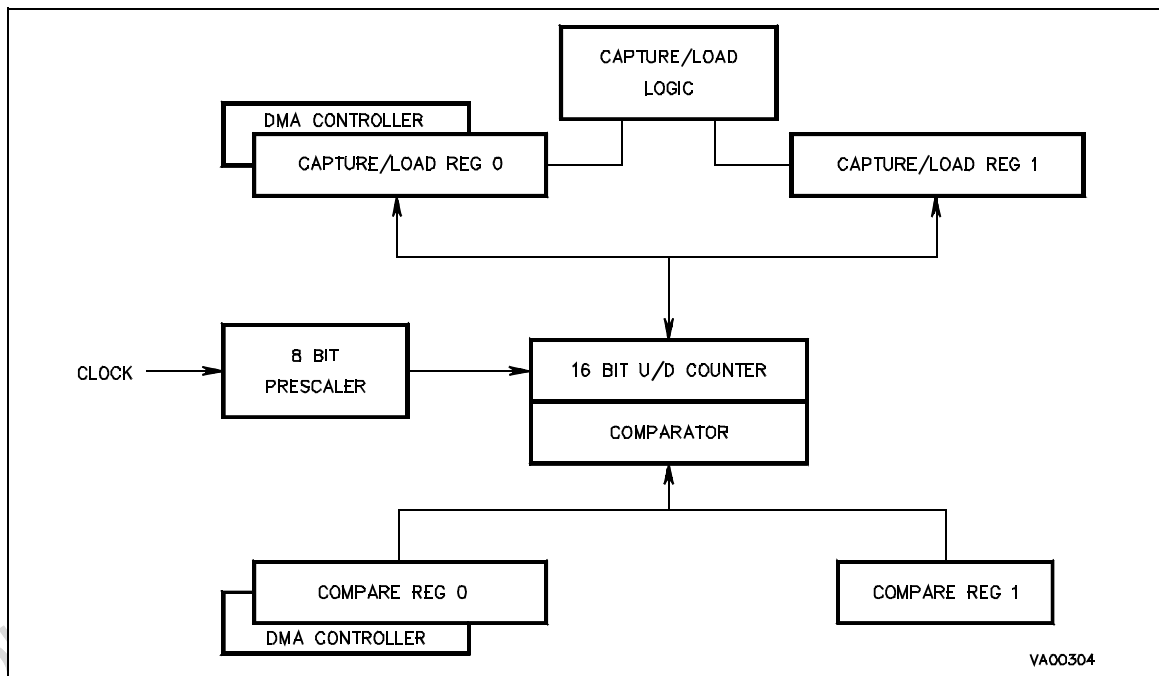 CAPTURE/LOAD
LOGIC
DMA CONTROLLER
CAPTURE/LOAD REG 0
CAPTURE/LOAD REG 1
CLOCK
8 BIT
PRESCALER
16 BIT U/D COUNTER
COMPARATOR
COMPARE REG 0
COMPARE REG 1
DMA CONTROLLER
VA00304